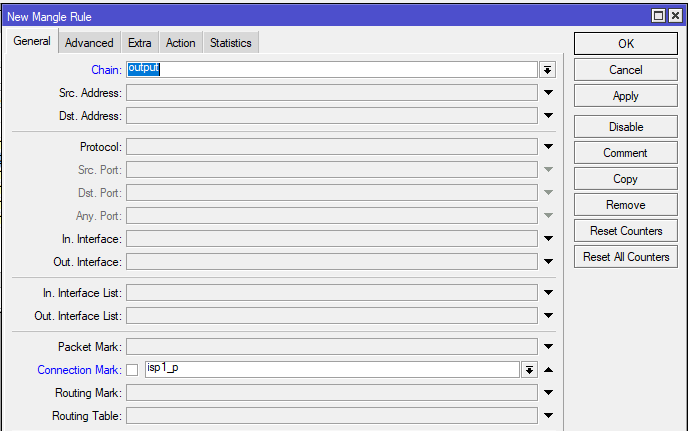 New Mangle Rule
General Advanced Extra Action Statistics
Chain: output
Src. Address:
Dst. Address:
Protocol:
Src. Port:
Dst. Port:
Any. Port:
In. Interface:
Out. Interface:
In. Interface List:
Out. Interface List:
Packet Mark:
Connection Mark: isp1_p
Routing Mark:
Routing Table:
OK
Cancel
Apply
Disable
Comment
Copy
Remove
Reset Counters
Reset All Counters